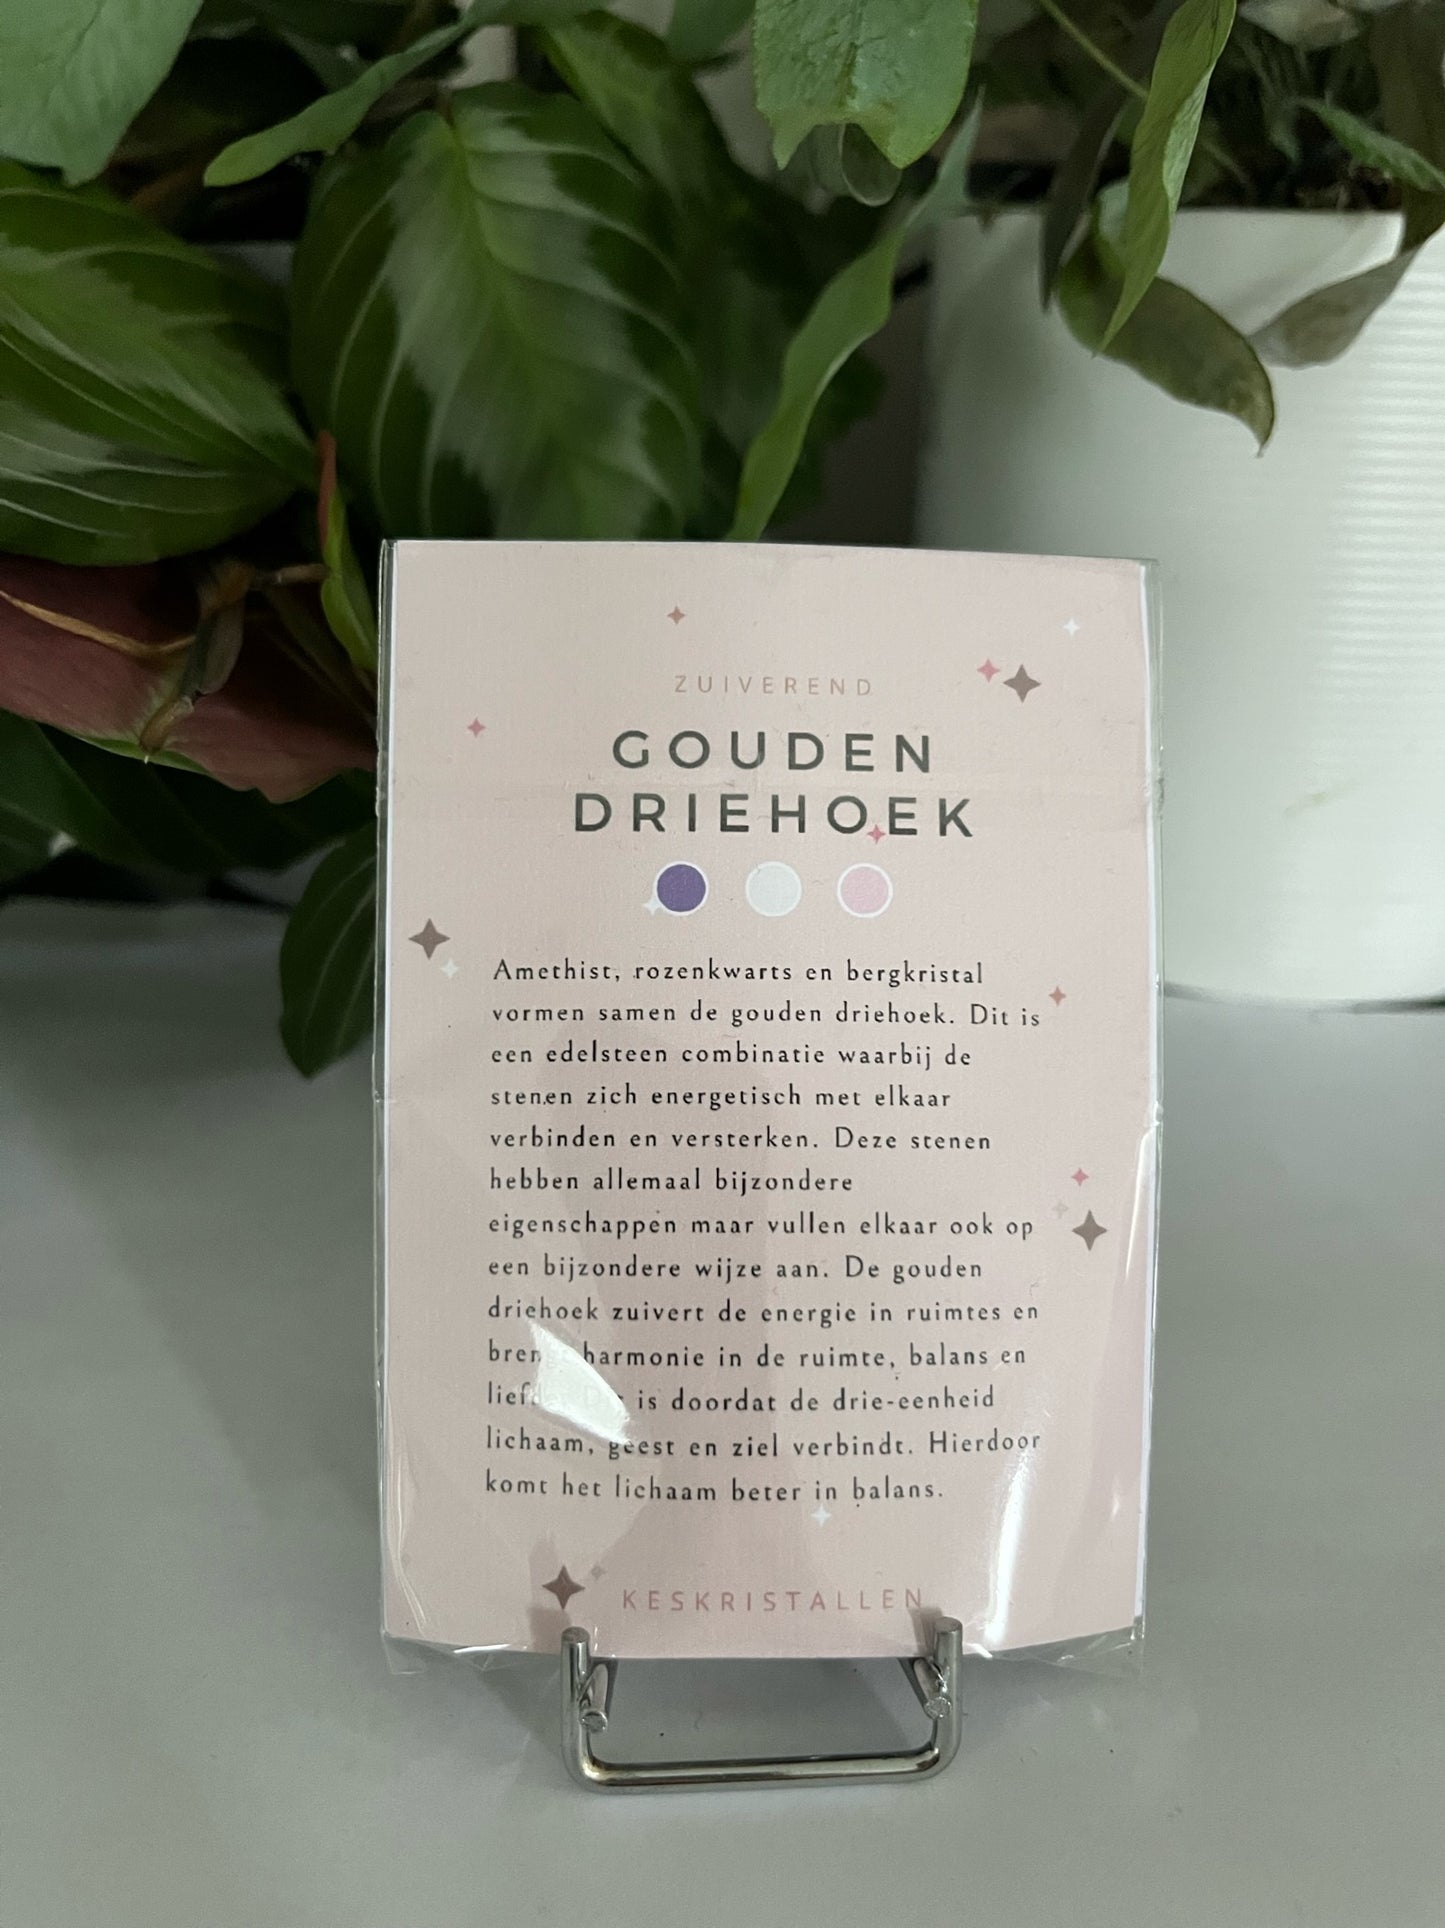 ZUIVEREND
GOUDEN
DRIEHOEK
Amethist, rozenkwarts en bergkristal
vormen samen de gouden driehoek. Dit is
een edelsteen combinatie waarbij de
stenen zich energetisch met elkaar
verbinden en versterken. Deze stenen
hebben allemaal bijzondere
eigenschappen maar vullen elkaar ook op
een bijzondere wijze aan. De gouden
driehoek zuivert de energie in ruimtes en
brengt harmonie in de ruimte, balans en
liefde. Dit is doordat de drie-eenheid
lichaam, geest en ziel verbindt. Hierdoor
komt het lichaam beter in balans.
KESKRISTALLEN